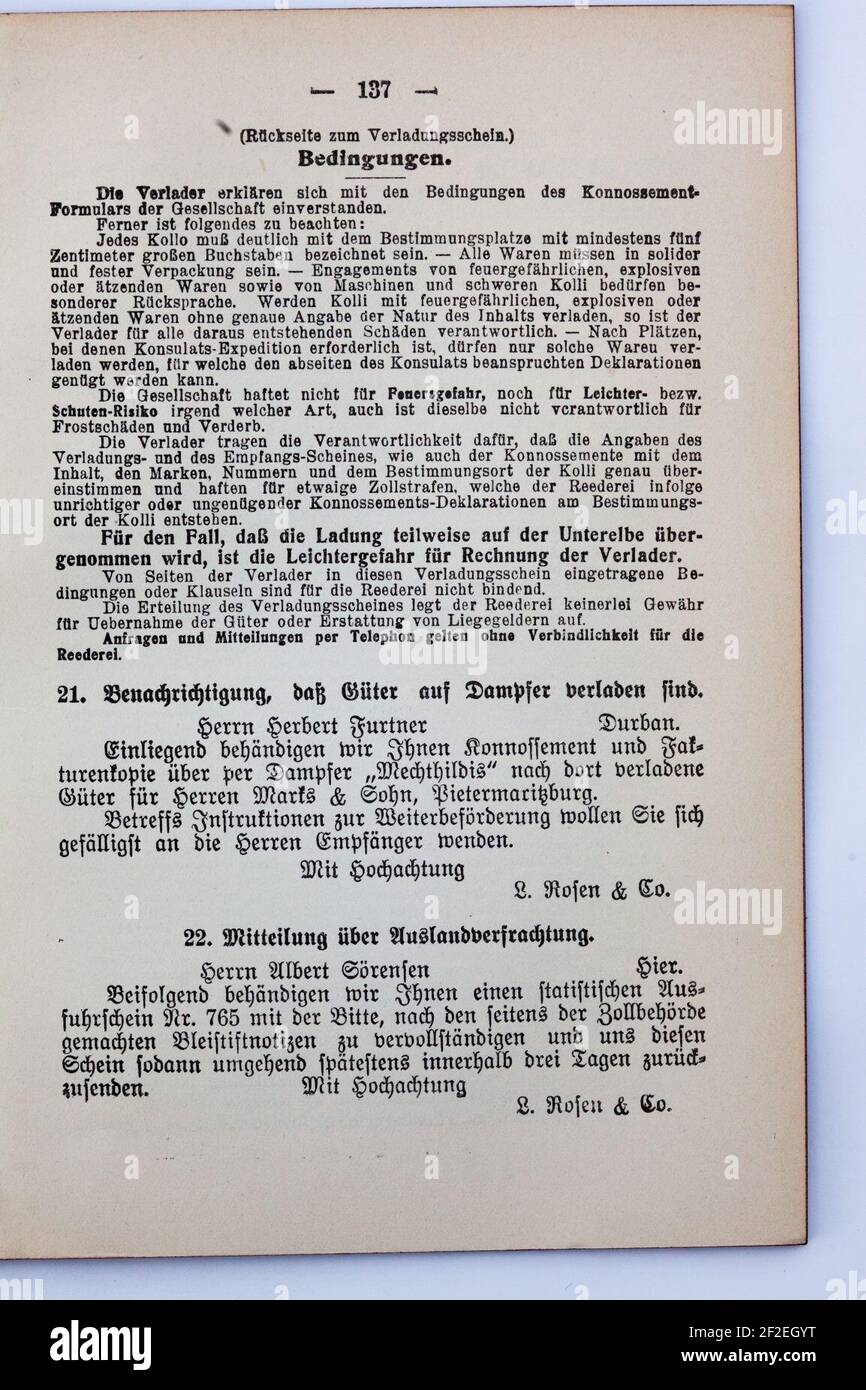 — 137 —
(Rückseite zum Verladungsschein.)
Bedingungen.
Die Verlader erklären sich mit den Bedingungen des Konnossement-
Formulars der Gesellschaft einverstanden.
Ferner ist folgendes zu beachten:
Jedes Kollo muß deutlich mit dem Bestimmungsplatze mit mindestens fünf
Zentimeter großen Buchstaben bezeichnet sein. — Alle Waren müssen in solider
und fester Verpackung sein. — Engagements von feuergefährlichen, explosiven
oder ätzenden Waren sowie von Maschinen und schweren Kolli bedürfen be-
sonderer Rücksprache. Werden Kolli mit feuergefährlichen, explosiven oder
ätzenden Waren ohne genaue Angabe der Natur des Inhalts verladen, so ist der
Verlader für alle daraus entstehenden Schäden verantwortlich. — Nach Plätzen,
bei denen Konsulats-Expedition erforderlich ist, dürfen nur solche Wareu ver-
laden werden, für welche den abseiten des Konsulats beanspruchten Deklarationen
genügt werden kann.
Die Gesellschaft haftet nicht für Feuersgefahr, noch für Leichter- bezw.
Schuten-Risiko irgend welcher Art, auch ist dieselbe nicht verantwortlich für
Frostschäden und Verderb.
Die Verlader tragen die Verantwortlichkeit dafür, daß die Angaben des
Verladungs- und des Empfangs-Scheines, wie auch der Konnossemente mit dem
Inhalt, den Marken, Nummern und dem Bestimmungsort der Kolli genau über-
einstimmen und haften für etwaige Zollstrafen, welche der Reederei infolge
unrichtiger oder ungenügender Konnossements-Deklarationen am Bestimmungs-
ort der Kolli entstehen.
Für den Fall, daß die Ladung teilweise auf der Unterelbe über-
genommen wird, ist die Leichtergefahr für Rechnung der Verlader.
Von Seiten der Verlader in diesen Verladungsschein eingetragene Be-
dingungen oder Klauseln sind für die Reederei nicht bindend.
Die Erteilung des Verladungsscheines legt der Reederei keinerlei Gewähr
für Uebernahme der Güter oder Erstattung von Liegegeldern auf.
Anfragen und Mitteilungen per Telephon gelten ohne Verbindlichkeit für die
Reederei.
21. Benachrichtigung, daß Güter auf Dampfer verladen sind.
Herrn Herbert Furtner Durban.
Einliegend behändigen wir Ihnen Konnossement und Fak-
turenkopie über per Dampfer „Mechthildis“ nach dort verladene
Güter für Herren Marks & Sohn, Pietermaritzburg.
Betreffs Instruktionen zur Weiterbeförderung wollen Sie sich
gefälligst an die Herren Empfänger wenden.
Mit Hochachtung
L. Rosen & Co.
22. Mitteilung über Auslandverfrachtung.
Herrn Albert Sörensen Hier.
Beifolgend behändigen wir Ihnen einen statistischen Aus-
fuhrschein Nr. 765 mit der Bitte, nach den seitens der Zollbehörde
gemachten Bleistiftnotizen zu vervollständigen und uns diesen
Schein sodann umgehend spätestens innerhalb drei Tagen zurück-
zusenden. Mit Hochachtung
L. Rosen & Co.
alamy
Image ID: 2F2EGYT
www.alamy.com